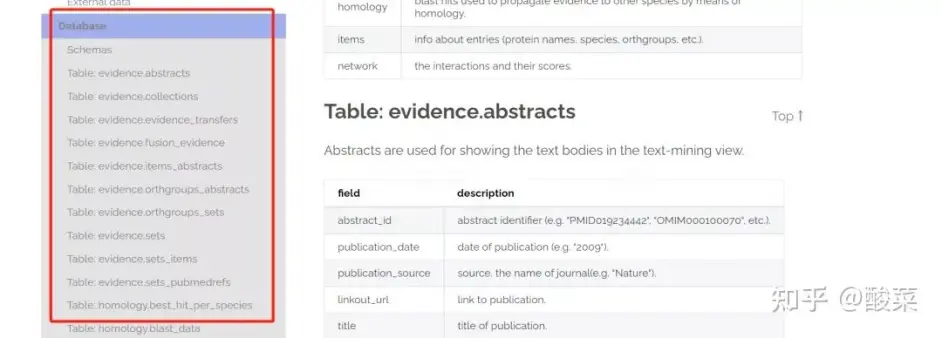 External data
Database
Schemas
Table: evidence.abstracts
Table: evidence.collections
Table: evidence.evidence_transfers
Table: evidence.fusion_evidence
Table: evidence.items_abstracts
Table: evidence.orthgroups_abstracts
Table: evidence.orthgroups_sets
Table: evidence.sets
Table: evidence.sets_items
Table: evidence.sets_pubmedrefs
Table: homology.best_hit_per_species
Table: homology.blast_data
homology
blast hits used to propagate evidence to other species by means of
homology.
items info about entries (protein names, species, orthgroups, etc.).
network the interactions and their scores.
Table: evidence.abstracts
Top ↑
Abstracts are used for showing the text bodies in the text-mining view.
field description
abstract_id abstract identifier (e.g. "PMID019234442", "OMIM000100070", etc.).
publication_date date of publication (e.g. "2009").
publication_source source. the name of journal(e.g. "Nature").
linkout_url link to publication.
title title of publication.
知乎 @酸菜